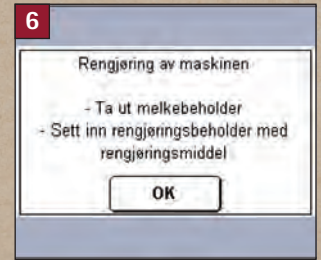 6
Rengjøring av maskinen
- Ta ut melkebeholder
- Sett inn rengjøringsbeholder med
rengjøringsmiddel
OK